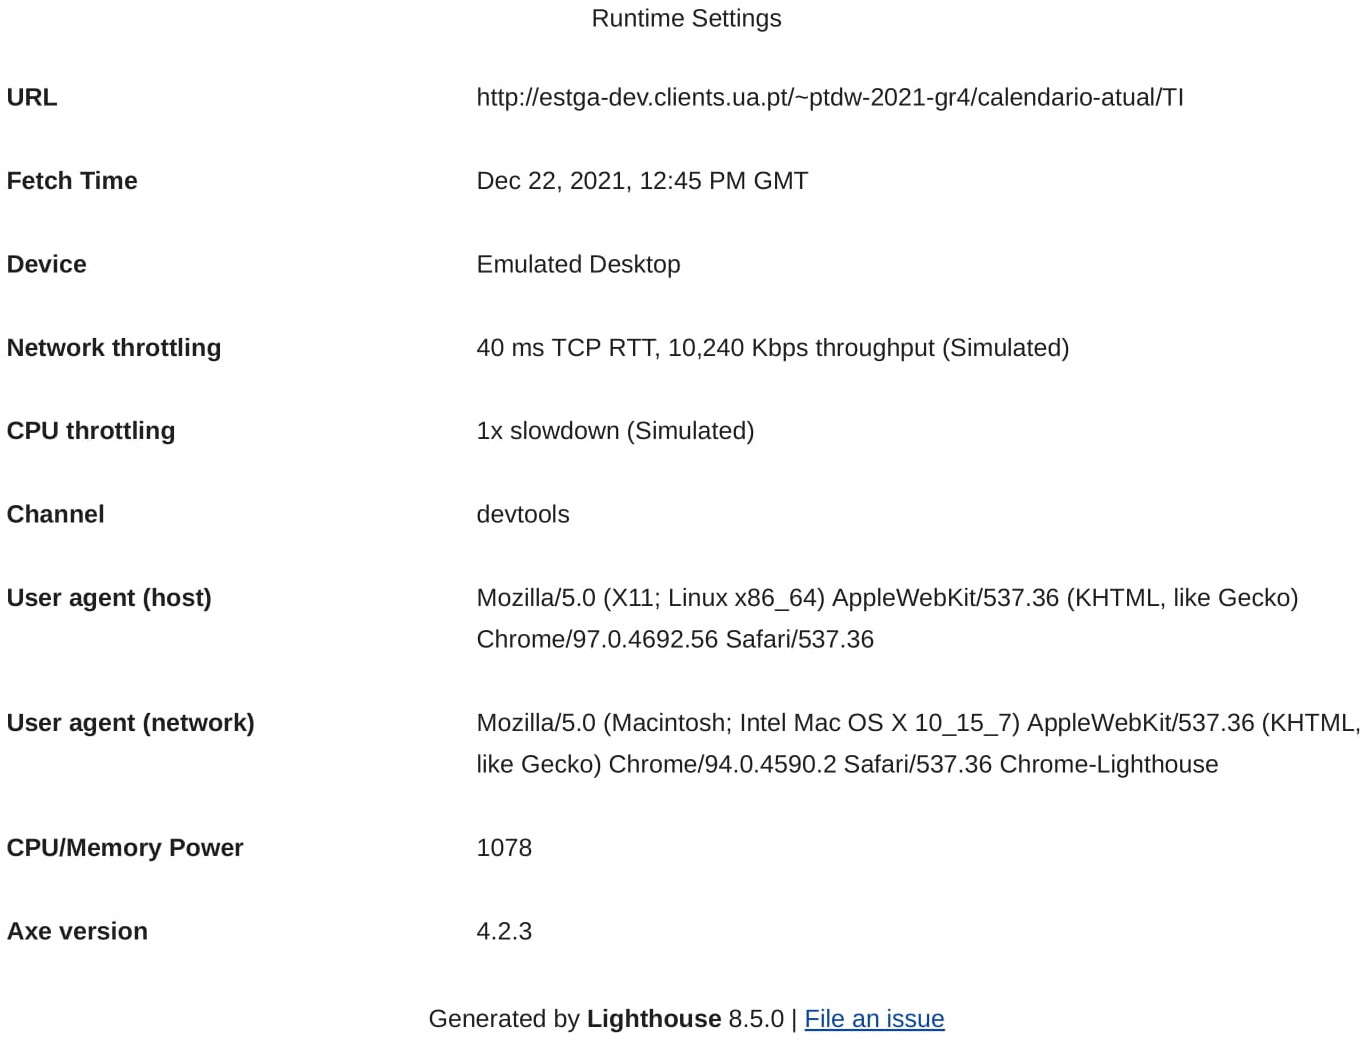 Runtime Settings
URL http://estga-dev.clients.ua.pt/~ptdw-2021-gr4/calendario-atual/TI
Fetch Time Dec 22, 2021, 12:45 PM GMT
Device Emulated Desktop
Network throttling 40 ms TCP RTT, 10,240 Kbps throughput (Simulated)
CPU throttling 1x slowdown (Simulated)
Channel devtools
User agent (host) Mozilla/5.0 (X11; Linux x86_64) AppleWebKit/537.36 (KHTML, like Gecko)
Chrome/97.0.4692.56 Safari/537.36
User agent (network) Mozilla/5.0 (Macintosh; Intel Mac OS X 10_15_7) AppleWebKit/537.36 (KHTML,
like Gecko) Chrome/94.0.4590.2 Safari/537.36 Chrome-Lighthouse
CPU/Memory Power 1078
Axe version 4.2.3
Generated by Lighthouse 8.5.0 | File an issue